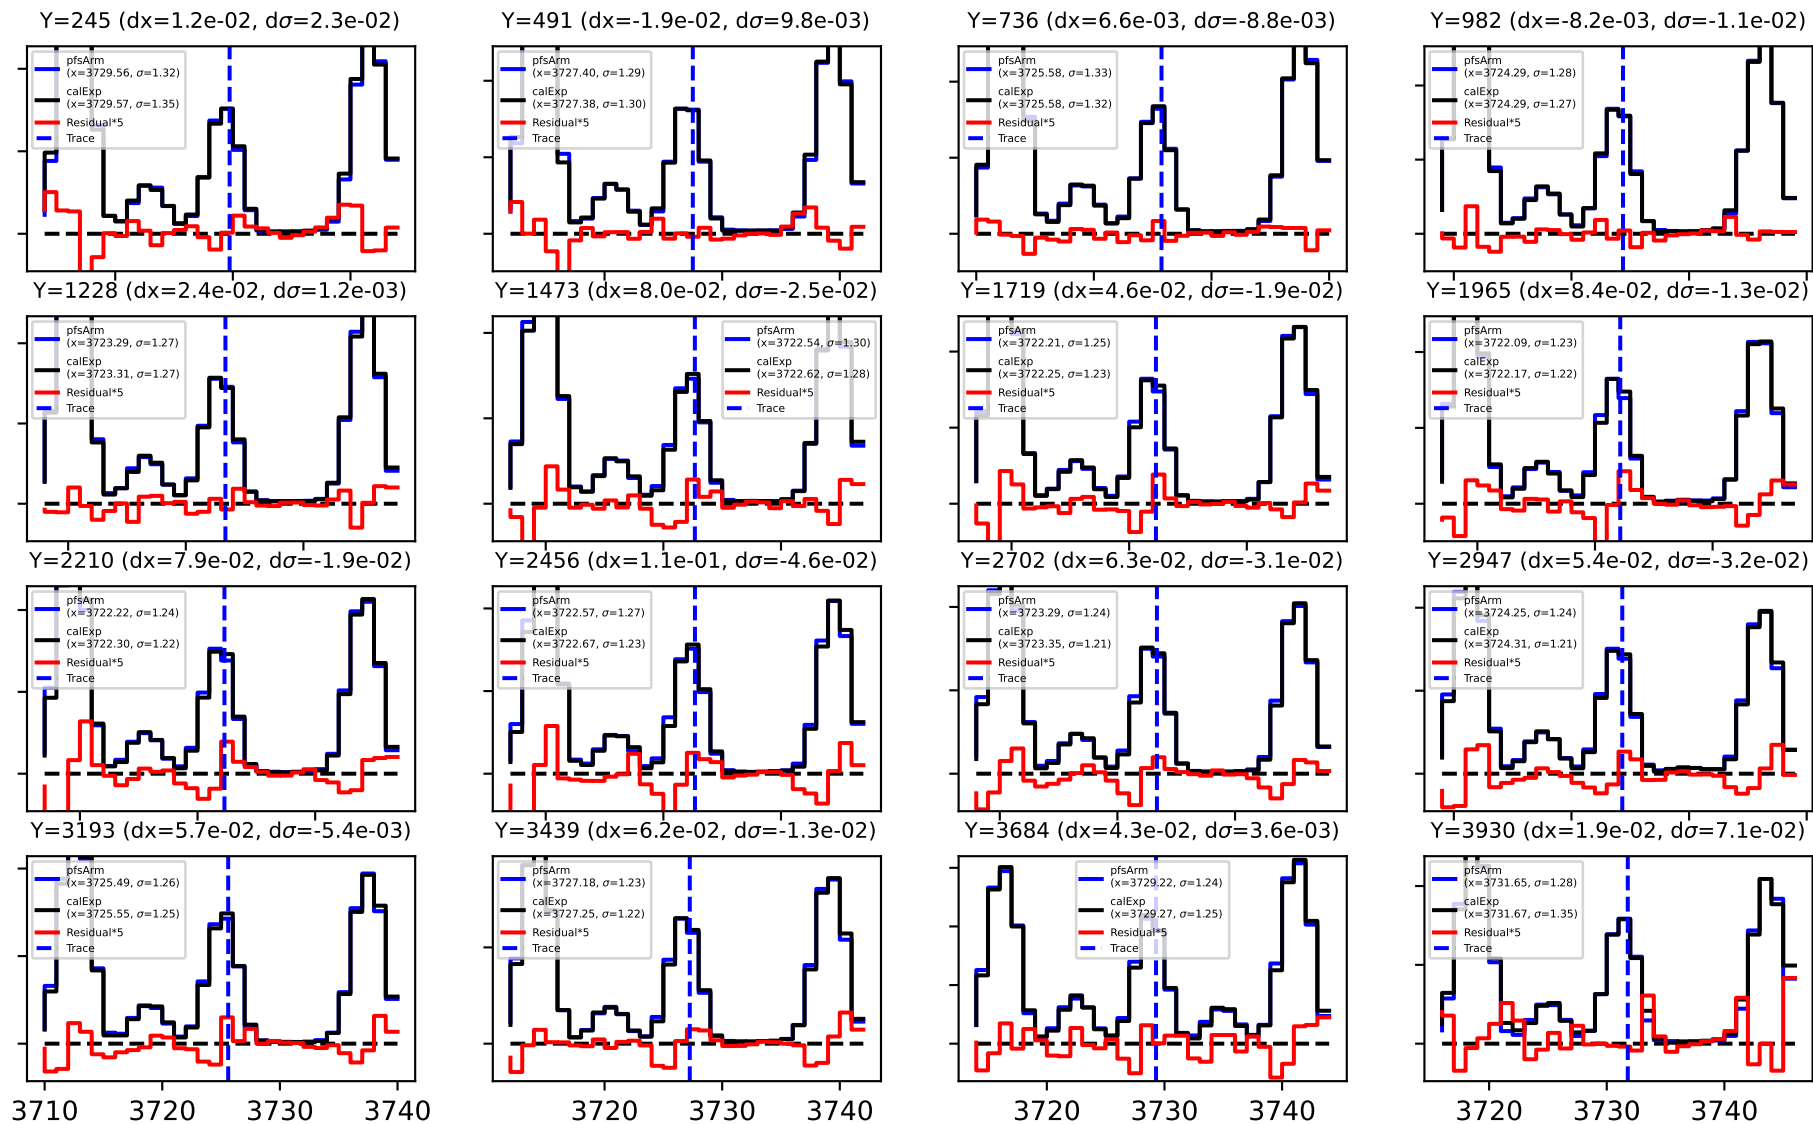 Y=245 (dx=1.2e-02, dσ=2.3e-02)
pfsArm
(x=3729.56, σ=1.32)
calExp
(x=3729.57, σ=1.35)
Residual*5
Trace
Y=491 (dx=-1.9e-02, dσ=9.8e-03)
pfsArm
(x=3727.40, σ=1.29)
calExp
(x=3727.38, σ=1.30)
Residual*5
Trace
Y=736 (dx=6.6e-03, dσ=-8.8e-03)
pfsArm
(x=3725.58, σ=1.33)
calExp
(x=3725.58, σ=1.32)
Residual*5
Trace
Y=982 (dx=-8.2e-03, dσ=-1.1e-02)
pfsArm
(x=3724.29, σ=1.28)
calExp
(x=3724.29, σ=1.27)
Residual*5
Trace
Y=1228 (dx=2.4e-02, dσ=1.2e-03)
pfsArm
(x=3723.29, σ=1.27)
calExp
(x=3723.31, σ=1.27)
Residual*5
Trace
Y=1473 (dx=8.0e-02, dσ=-2.5e-02)
pfsArm
(x=3722.54, σ=1.30)
calExp
(x=3722.62, σ=1.28)
Residual*5
Trace
Y=1719 (dx=4.6e-02, dσ=-1.9e-02)
pfsArm
(x=3722.21, σ=1.25)
calExp
(x=3722.25, σ=1.23)
Residual*5
Trace
Y=1965 (dx=8.4e-02, dσ=-1.3e-02)
pfsArm
(x=3722.09, σ=1.23)
calExp
(x=3722.17, σ=1.22)
Residual*5
Trace
Y=2210 (dx=7.9e-02, dσ=-1.9e-02)
pfsArm
(x=3722.22, σ=1.24)
calExp
(x=3722.30, σ=1.22)
Residual*5
Trace
Y=2456 (dx=1.1e-01, dσ=-4.6e-02)
pfsArm
(x=3722.57, σ=1.27)
calExp
(x=3722.67, σ=1.23)
Residual*5
Trace
Y=2702 (dx=6.3e-02, dσ=-3.1e-02)
pfsArm
(x=3723.29, σ=1.24)
calExp
(x=3723.35, σ=1.21)
Residual*5
Trace
Y=2947 (dx=5.4e-02, dσ=-3.2e-02)
pfsArm
(x=3724.25, σ=1.24)
calExp
(x=3724.31, σ=1.21)
Residual*5
Trace
Y=3193 (dx=5.7e-02, dσ=-5.4e-03)
pfsArm
(x=3725.49, σ=1.26)
calExp
(x=3725.55, σ=1.25)
Residual*5
Trace
Y=3439 (dx=6.2e-02, dσ=-1.3e-02)
pfsArm
(x=3727.18, σ=1.23)
calExp
(x=3727.25, σ=1.22)
Residual*5
Trace
Y=3684 (dx=4.3e-02, dσ=3.6e-03)
pfsArm
(x=3729.22, σ=1.24)
calExp
(x=3729.27, σ=1.25)
Residual*5
Trace
Y=3930 (dx=1.9e-02, dσ=7.1e-02)
pfsArm
(x=3731.65, σ=1.28)
calExp
(x=3731.67, σ=1.35)
Residual*5
Trace
3710 3720 3730 3740
3720 3730 3740
3720 3730 3740
3720 3730 3740